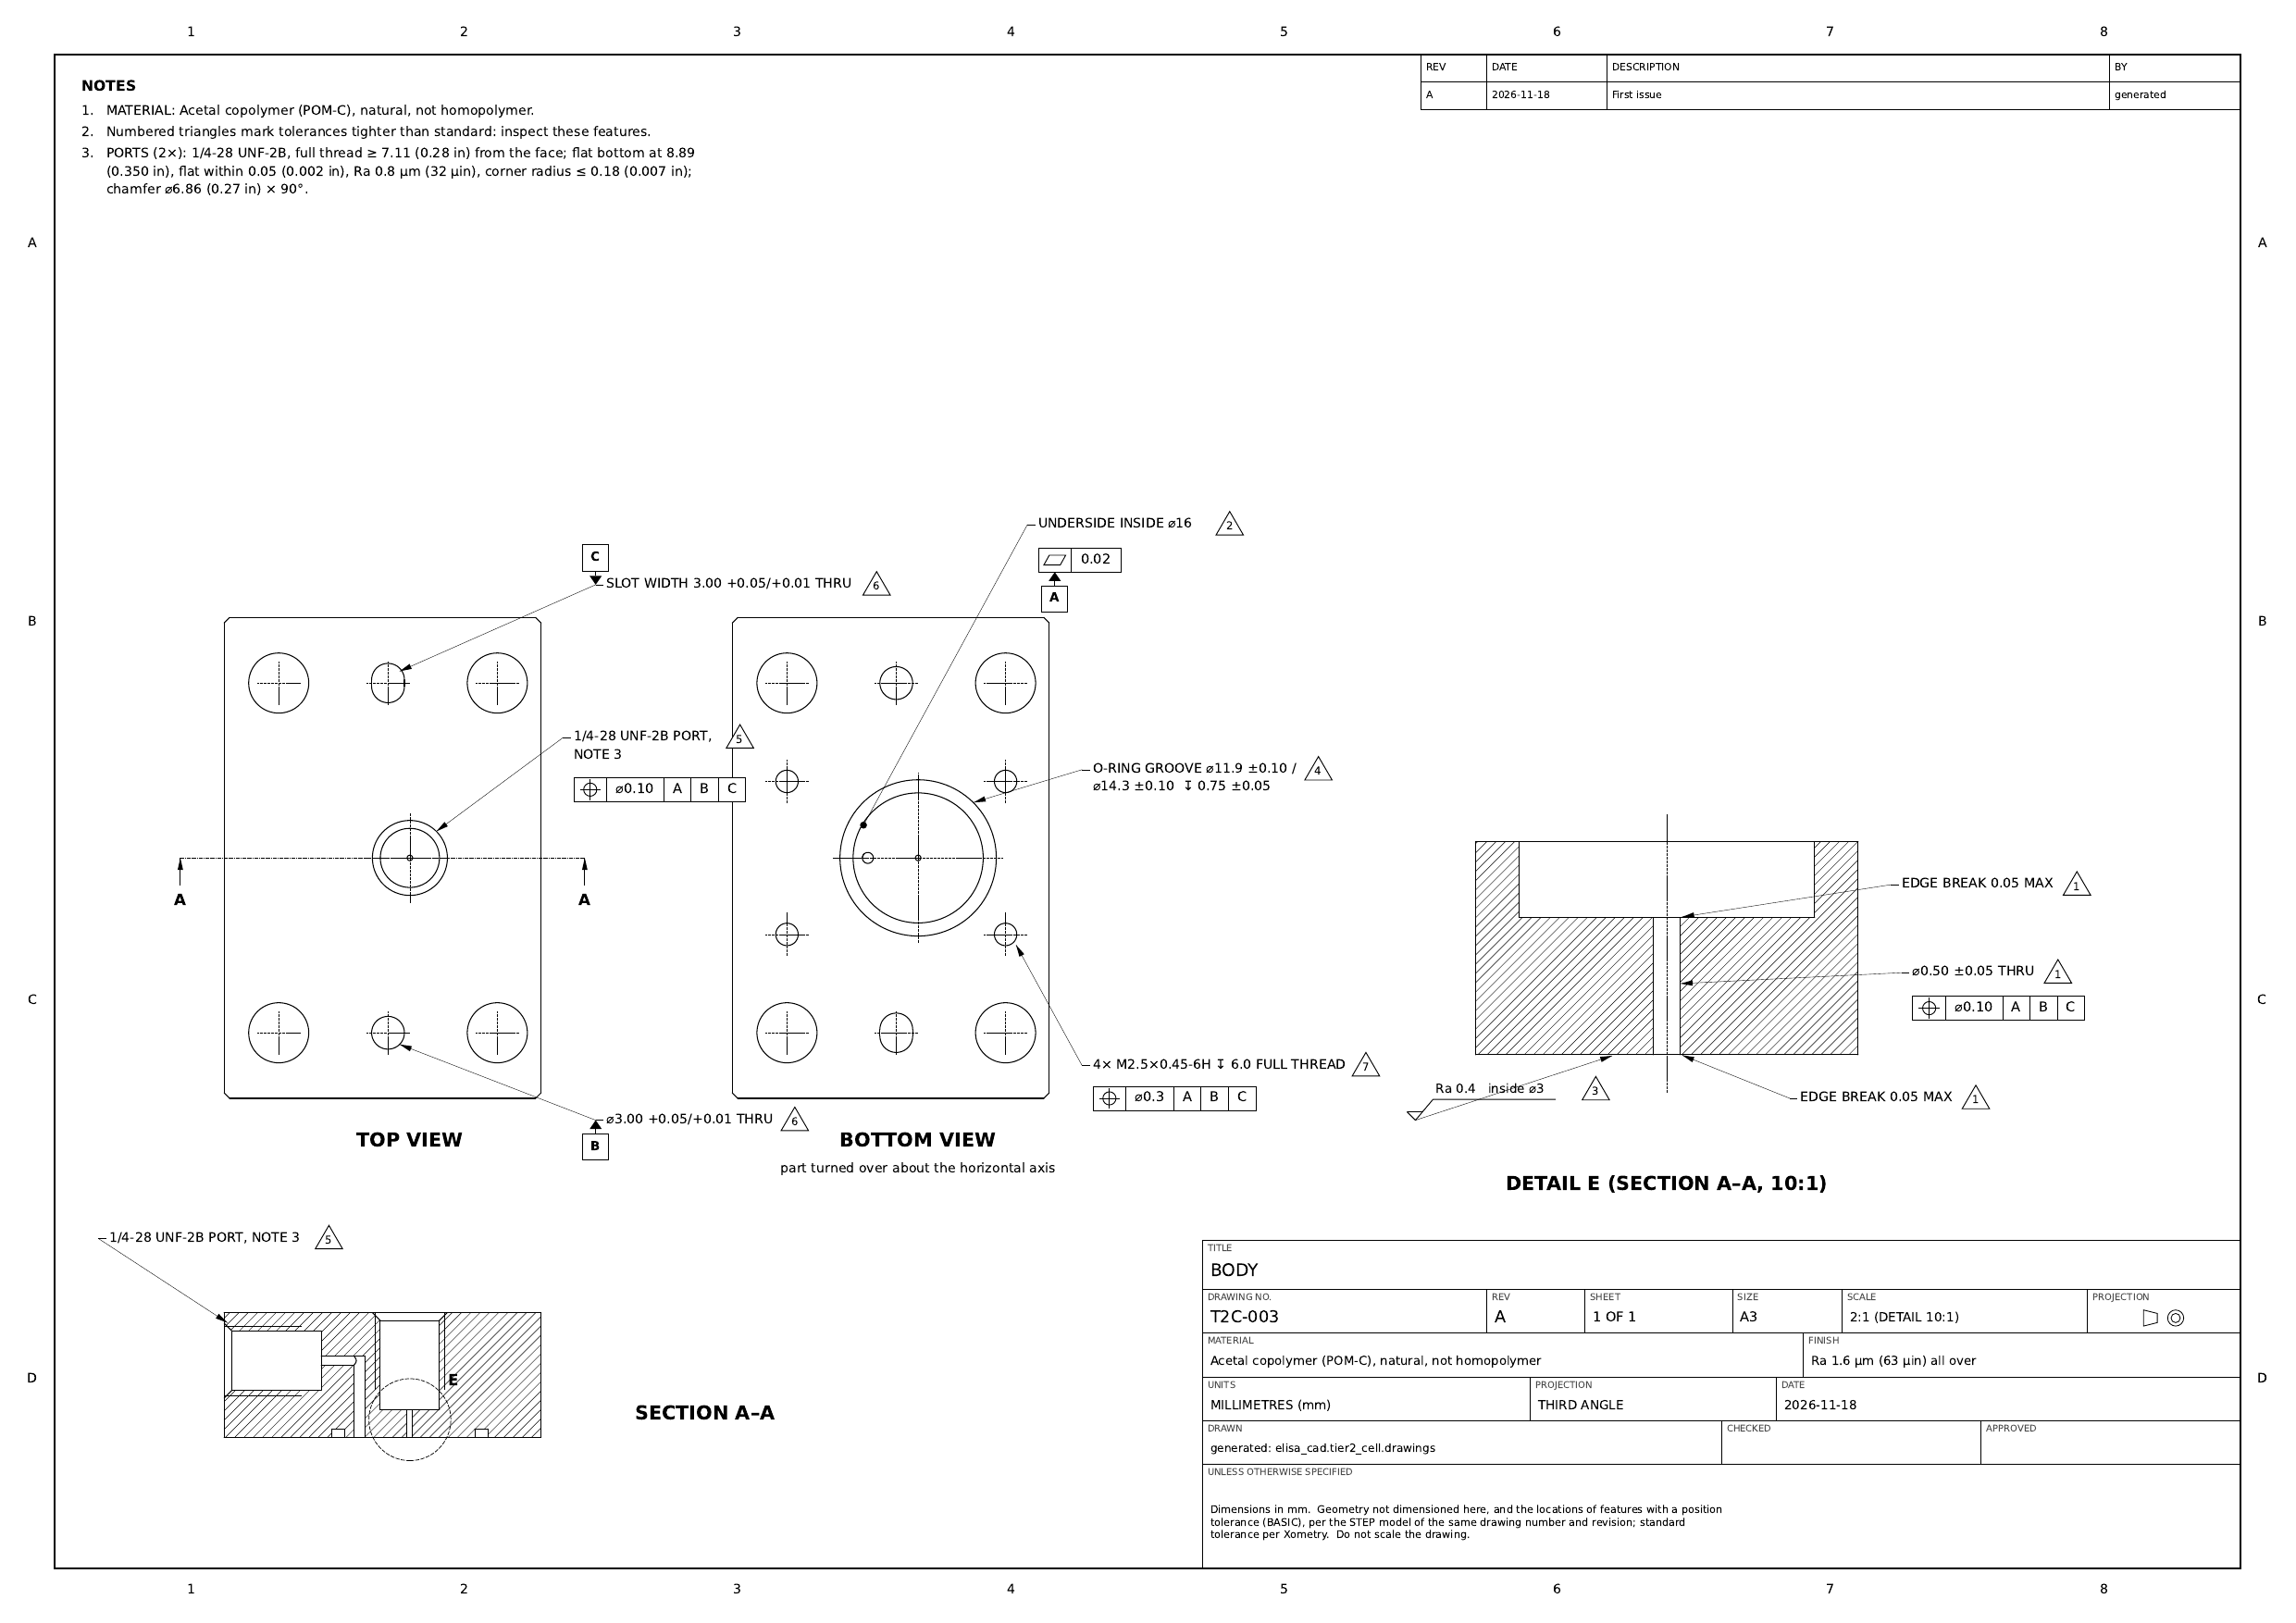 1 2 3 4 5 6 7 8
NOTES
1. MATERIAL: Acetal copolymer (POM-C), natural, not homopolymer.
2. Numbered triangles mark tolerances tighter than standard: inspect these features.
3. PORTS (2×): 1/4-28 UNF-2B, full thread ≥ 7.11 (0.28 in) from the face; flat bottom at 8.89
(0.350 in), flat within 0.05 (0.002 in), Ra 0.8 µm (32 µin), corner radius ≤ 0.18 (0.007 in);
chamfer ⌀6.86 (0.27 in) × 90°.
REV DATE DESCRIPTION BY
A 2026-11-18 First issue generated
A A
UNDERSIDE INSIDE ⌀16 2
⏥ 0.02
A
C
SLOT WIDTH 3.00 +0.05/+0.01 THRU 6
B B
1/4-28 UNF-2B PORT, 5
NOTE 3
⌖ ⌀0.10 A B C
O-RING GROOVE ⌀11.9 ±0.10 / 4
⌀14.3 ±0.10 ↧ 0.75 ±0.05
A A
EDGE BREAK 0.05 MAX 1
⌀0.50 ±0.05 THRU 1
⌖ ⌀0.10 A B C
C C
4× M2.5×0.45-6H ↧ 6.0 FULL THREAD 7
⌖ ⌀0.3 A B C
Ra 0.4 inside ⌀3 3
EDGE BREAK 0.05 MAX 1
⌀3.00 +0.05/+0.01 THRU 6
B
TOP VIEW
BOTTOM VIEW
part turned over about the horizontal axis
DETAIL E (SECTION A–A, 10:1)
1/4-28 UNF-2B PORT, NOTE 3 5
E
SECTION A–A
D D
TITLE
BODY
DRAWING NO. REV SHEET SIZE SCALE PROJECTION
T2C-003 A 1 OF 1 A3 2:1 (DETAIL 10:1)
MATERIAL FINISH
Acetal copolymer (POM-C), natural, not homopolymer Ra 1.6 µm (63 µin) all over
UNITS PROJECTION DATE
MILLIMETRES (mm) THIRD ANGLE 2026-11-18
DRAWN CHECKED APPROVED
generated: elisa_cad.tier2_cell.drawings
UNLESS OTHERWISE SPECIFIED
Dimensions in mm. Geometry not dimensioned here, and the locations of features with a position
tolerance (BASIC), per the STEP model of the same drawing number and revision; standard
tolerance per Xometry. Do not scale the drawing.
1 2 3 4 5 6 7 8